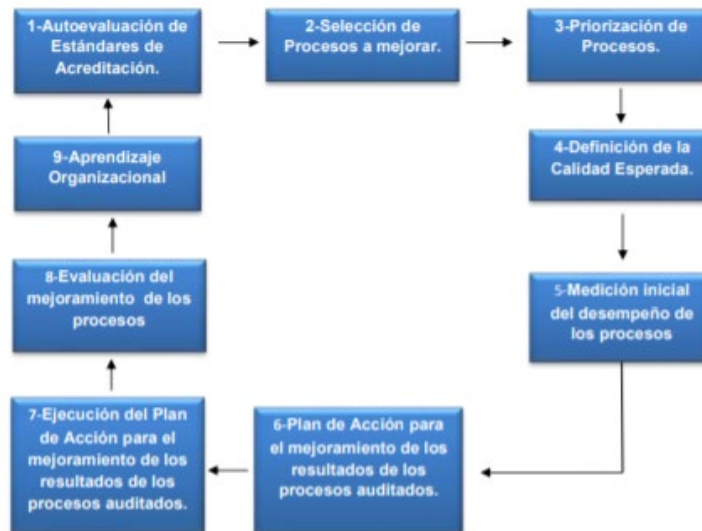 1-Autoevaluación de
Estándares de
Acreditación.
2-Selección de
Procesos a mejorar.
3-Priorización de
Procesos.
4-Definición de la
Calidad Esperada.
5-Medición inicial
del desempeño de
los procesos
6-Plan de Acción para
el mejoramiento de los
resultados de los
procesos auditados.
7-Ejecución del Plan
de Acción para el
mejoramiento de los
resultados de los
procesos auditados.
8-Evaluación del
mejoramiento de los
procesos
9-Aprendizaje
Organizacional